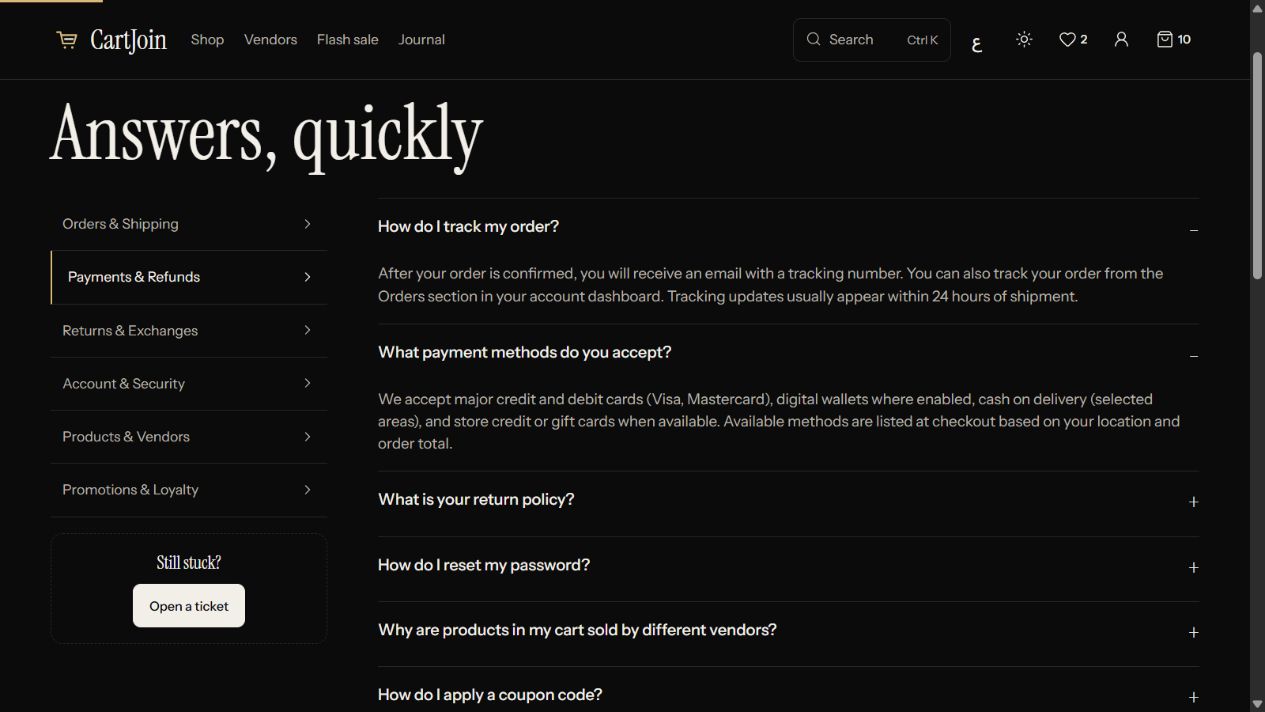 CartJoin
Shop
Vendors
Flash sale
Journal
Search
Ctrl K
ع
2
10
Answers, quickly
Orders & Shipping
Payments & Refunds
Returns & Exchanges
Account & Security
Products & Vendors
Promotions & Loyalty
Still stuck?
Open a ticket
How do I track my order?
After your order is confirmed, you will receive an email with a tracking number. You can also track your order from the
Orders section in your account dashboard. Tracking updates usually appear within 24 hours of shipment.
What payment methods do you accept?
We accept major credit and debit cards (Visa, Mastercard), digital wallets where enabled, cash on delivery (selected
areas), and store credit or gift cards when available. Available methods are listed at checkout based on your location and
order total.
What is your return policy?
How do I reset my password?
Why are products in my cart sold by different vendors?
How do I apply a coupon code?